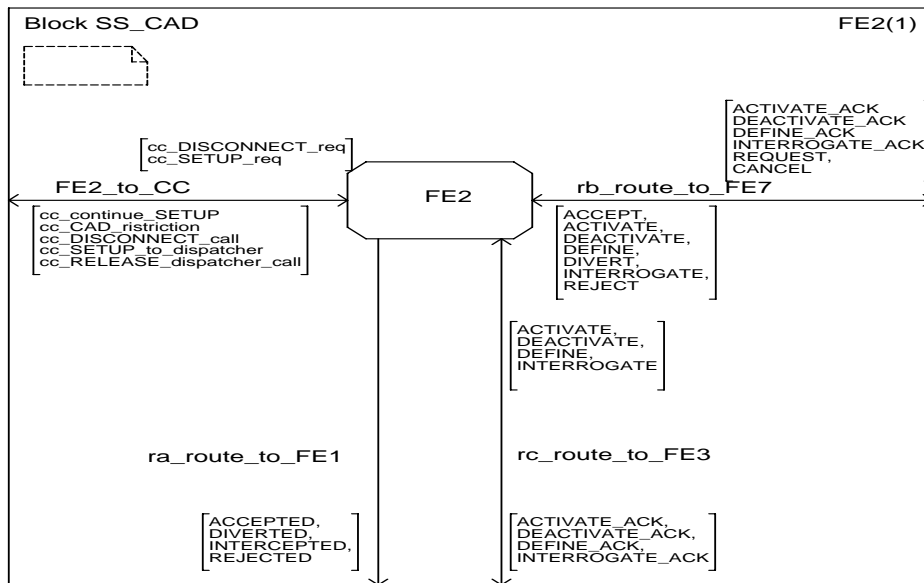 Block SS_CAD
FE2(1)
ACTIVATE_ACK
DEACTIVATE_ACK
DEFINE_ACK
INTERROGATE_ACK
REQUEST,
CANCEL
cc_DISCONNECT_req
cc_SETUP_req
FE2_to_CC
FE2
rb_route_to_FE7
cc_continue_SETUP
cc_CAD_ristriction
cc_DISCONNECT_call
cc_SETUP_to_dispatcher
cc_RELEASE_dispatcher_call
ACCEPT,
ACTIVATE,
DEACTIVATE,
DEFINE,
DIVERT,
INTERROGATE,
REJECT
ACTIVATE,
DEACTIVATE,
DEFINE,
INTERROGATE
ra_route_to_FE1
rc_route_to_FE3
ACCEPTED,
DIVERTED,
INTERCEPTED,
REJECTED
ACTIVATE_ACK,
DEACTIVATE_ACK,
DEFINE_ACK,
INTERROGATE_ACK